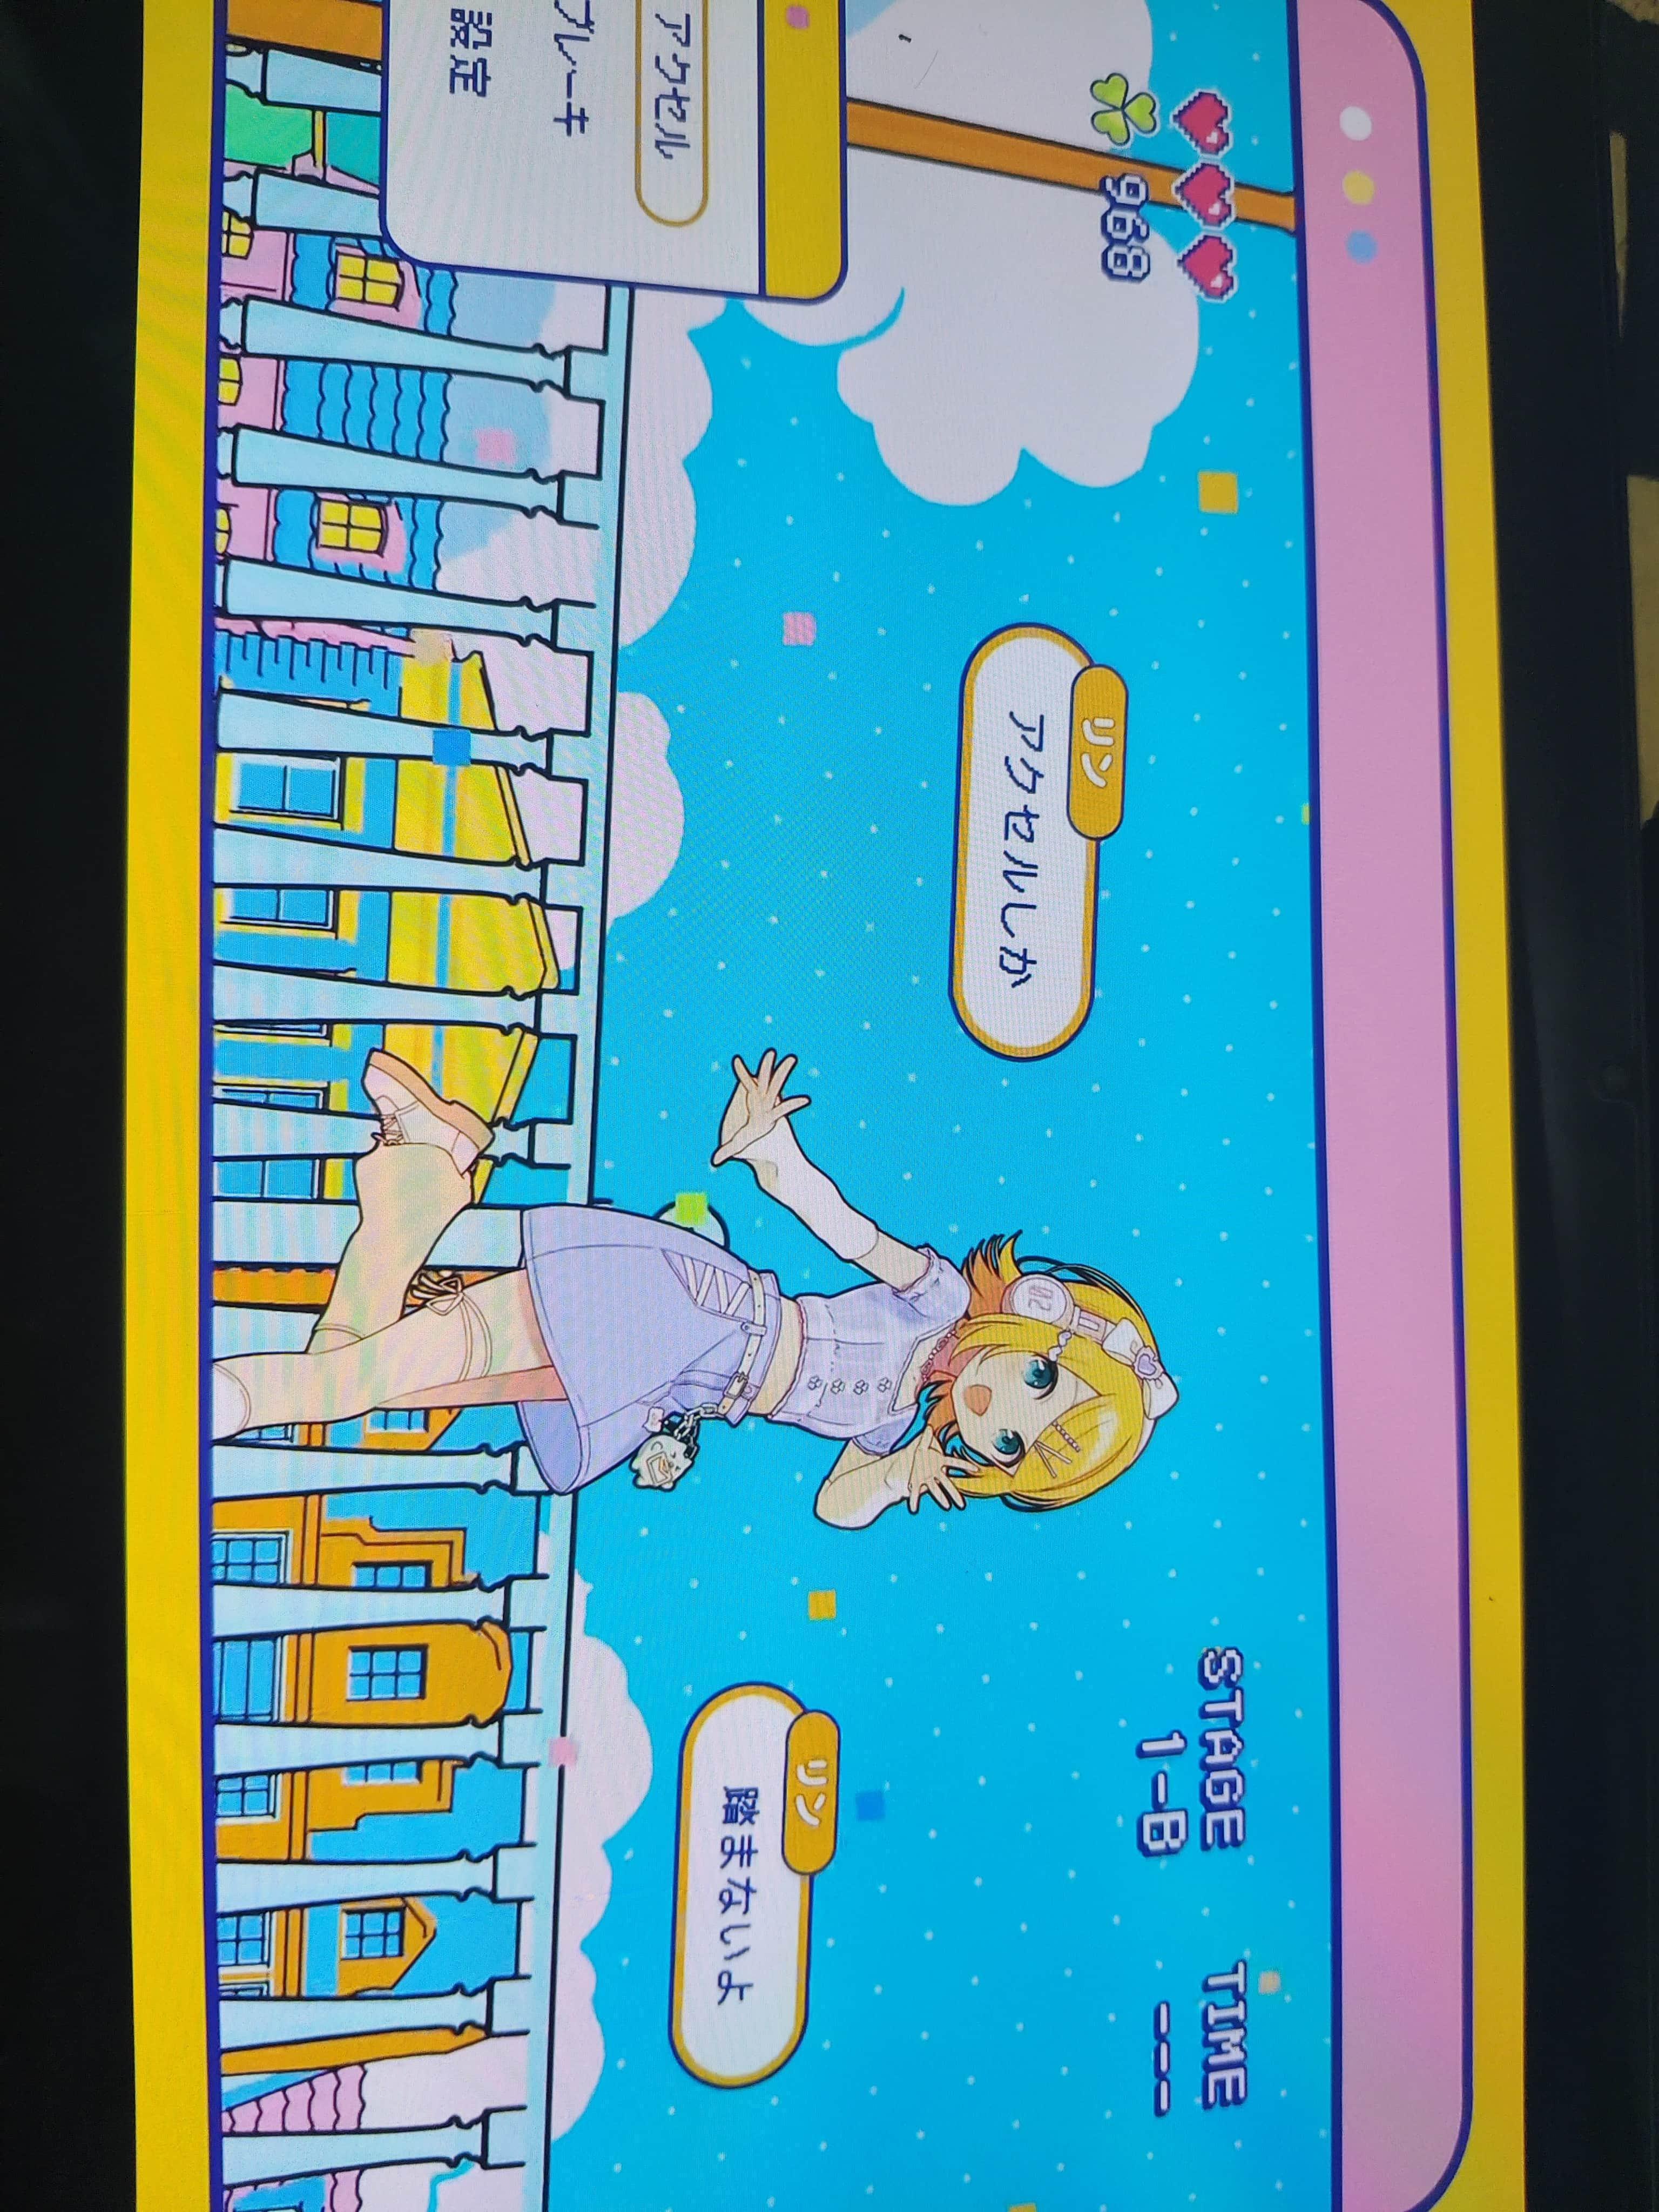 968
STAGE
1-B
TIME
---
リン
アクセルしか
リン
踏まないよ
アクセル
ブレーキ
設定
02